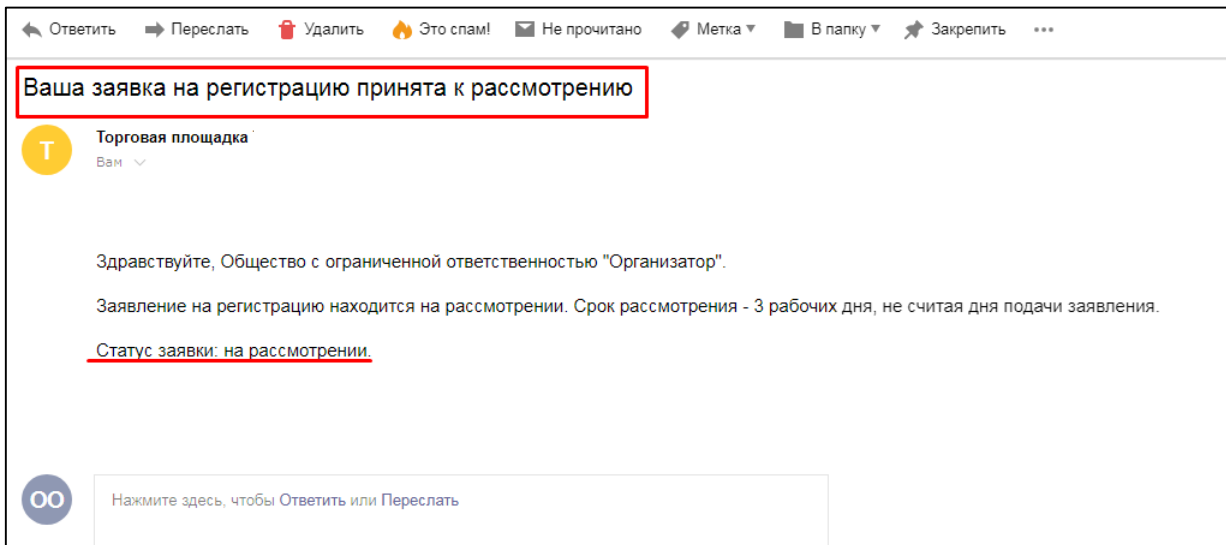 Ответить Переслать Удалить Это спам! Не прочитано Метка В папку Закрепить
Ваша заявка на регистрацию принята к рассмотрению
Т
Торговая площадка
Вам
Здравствуйте, Общество с ограниченной ответственностью "Организатор".
Заявление на регистрацию находится на рассмотрении. Срок рассмотрения - 3 рабочих дня, не считая дня подачи заявления.
Статус заявки: на рассмотрении.
ОО
Нажмите здесь, чтобы Ответить или Переслать